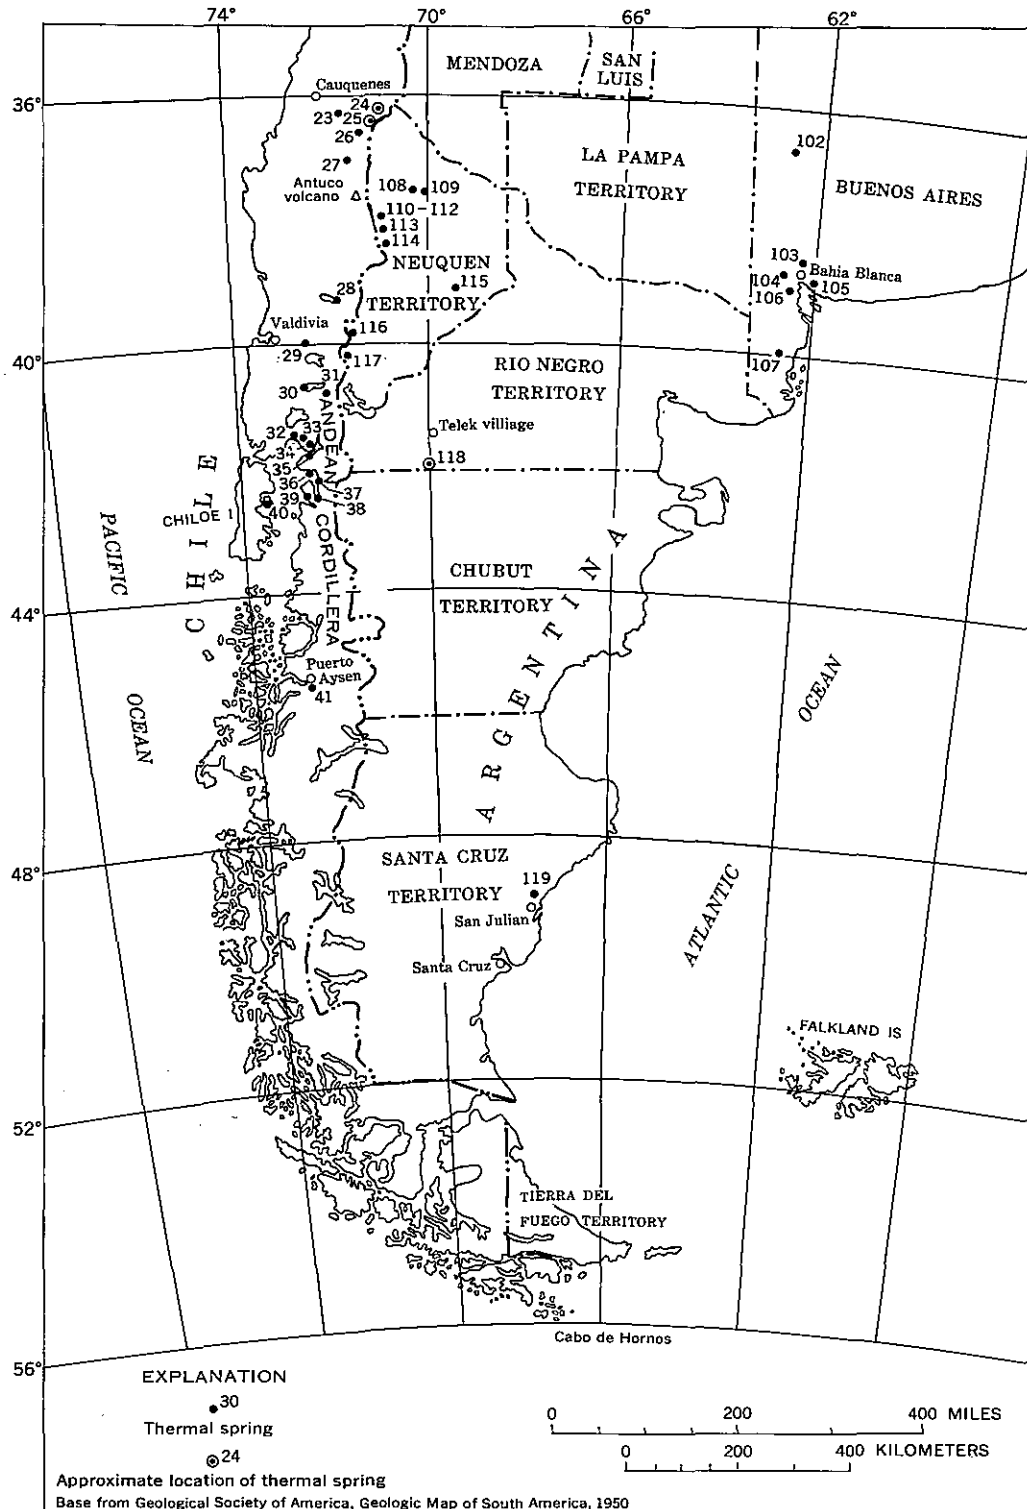 74° 70° 66° 62°
MENDOZA
SAN
LUIS
36°
Cauquenes
24
23 25
26
27
102
LA PAMPA
TERRITORY
BUENOS AIRES
Antuco
volcano
108 109
110-112
113
114
NEUQUEN
TERRITORY
115
103
Bahia Blanca
104 105
106
28
Valdivia
116
29
117
107
40°
RIO NEGRO
TERRITORY
31
30
ANDEAN
CORDILLERA
Telek villiage
32 33
34
118
35
36 37
39 38
40
CHILOE I
CHILE
PACIFIC
OCEAN
CHUBUT
TERRITORY
ARGENTINA
44°
Puerto
Aysen
41
OCEAN
ATLANTIC
48°
SANTA CRUZ
TERRITORY
119
San Julian
Santa Cruz
FALKLAND IS
52°
TIERRA DEL
FUEGO TERRITORY
Cabo de Hornos
56°
EXPLANATION
30
Thermal spring
24
Approximate location of thermal spring
0 200 400 MILES
0 200 400 KILOMETERS
Base from Geological Society of America, Geologic Map of South America, 1950